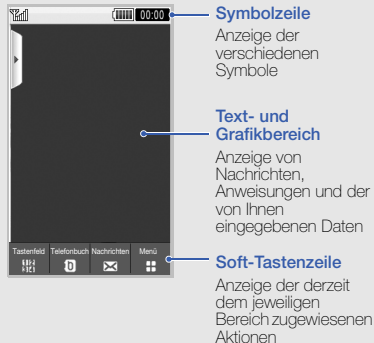 00:00
Tastenfeld Telefonbuch Nachrichten Menü
Symbolzeile
Anzeige der
verschiedenen
Symbole
Text- und
Grafikbereich
Anzeige von
Nachrichten,
Anweisungen und der
von Ihnen
eingegebenen Daten
Soft-Tastenzeile
Anzeige der derzeit
dem jeweiligen
Bereich zugewiesenen
Aktionen